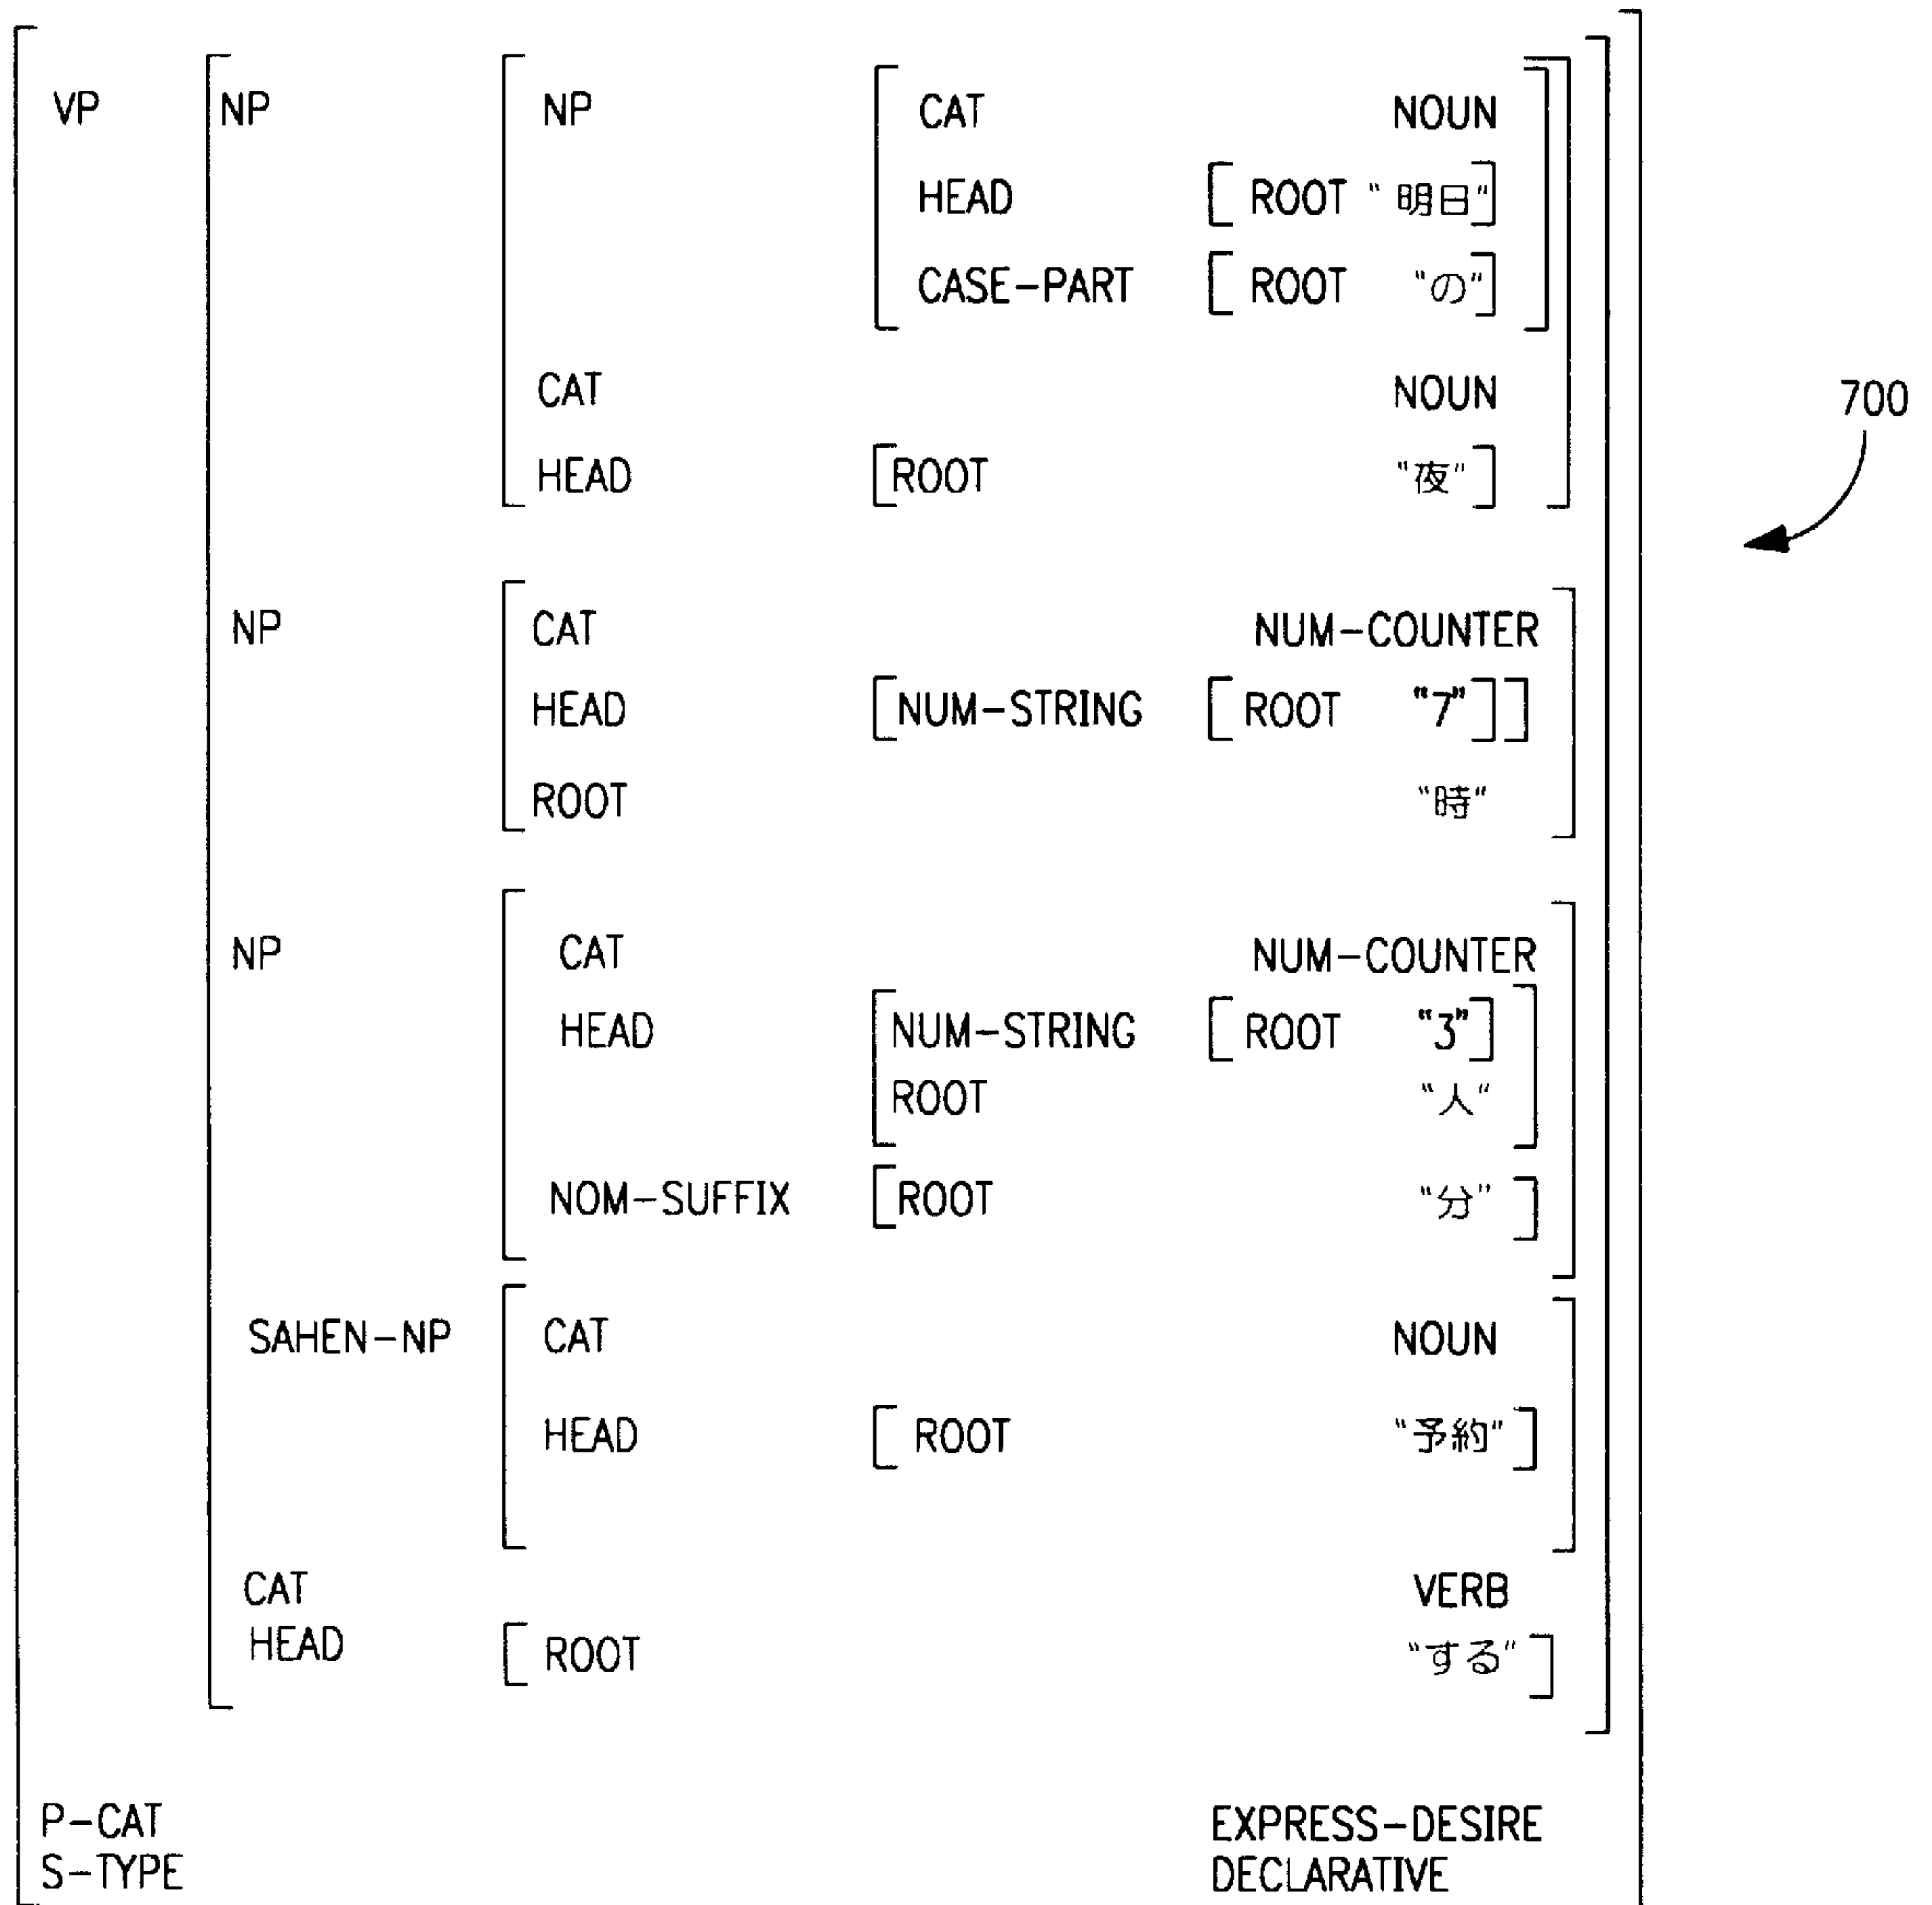 VP NP NP CAT NOUN
HEAD [ ROOT "明日"]
CASE-PART [ ROOT "の"]
CAT NOUN
HEAD [ROOT "夜"]
700
NP CAT NUM-COUNTER
HEAD [NUM-STRING [ ROOT "7"]]
ROOT "時"
NP CAT NUM-COUNTER
HEAD [NUM-STRING [ ROOT "3"]
ROOT "人"
NOM-SUFFIX [ROOT "分"]
SAHEN-NP CAT NOUN
HEAD [ ROOT "予約"]
CAT VERB
HEAD [ ROOT "する"]
P-CAT EXPRESS-DESIRE
S-TYPE DECLARATIVE